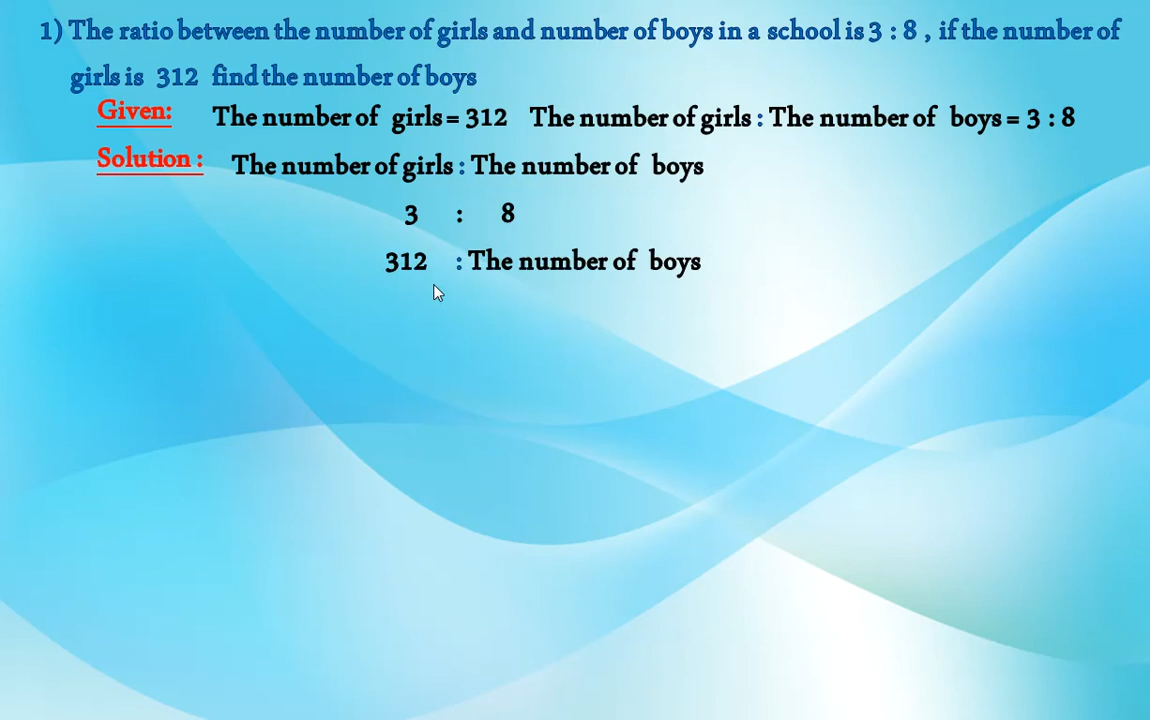 1) The ratio between the number of girls and number of boys in a school is 3 : 8 , if the number of
girls is 312 find the number of boys
Given: The number of girls = 312 The number of girls : The number of boys = 3 : 8
Solution : The number of girls : The number of boys
3 : 8
312 : The number of boys